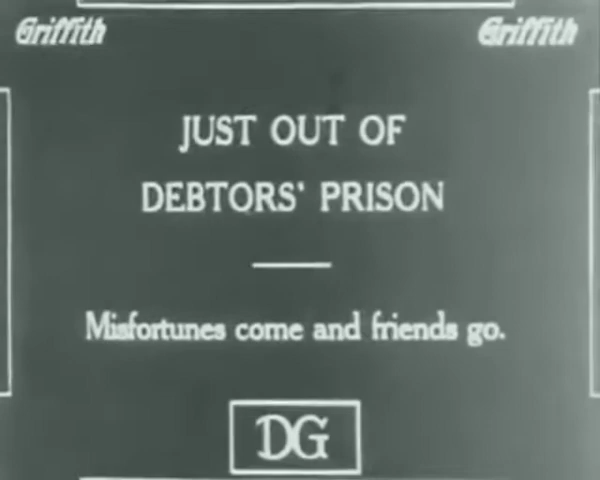 Griffith Griffith
JUST OUT OF
DEBTORS' PRISON
Misfortunes come and friends go.
DG